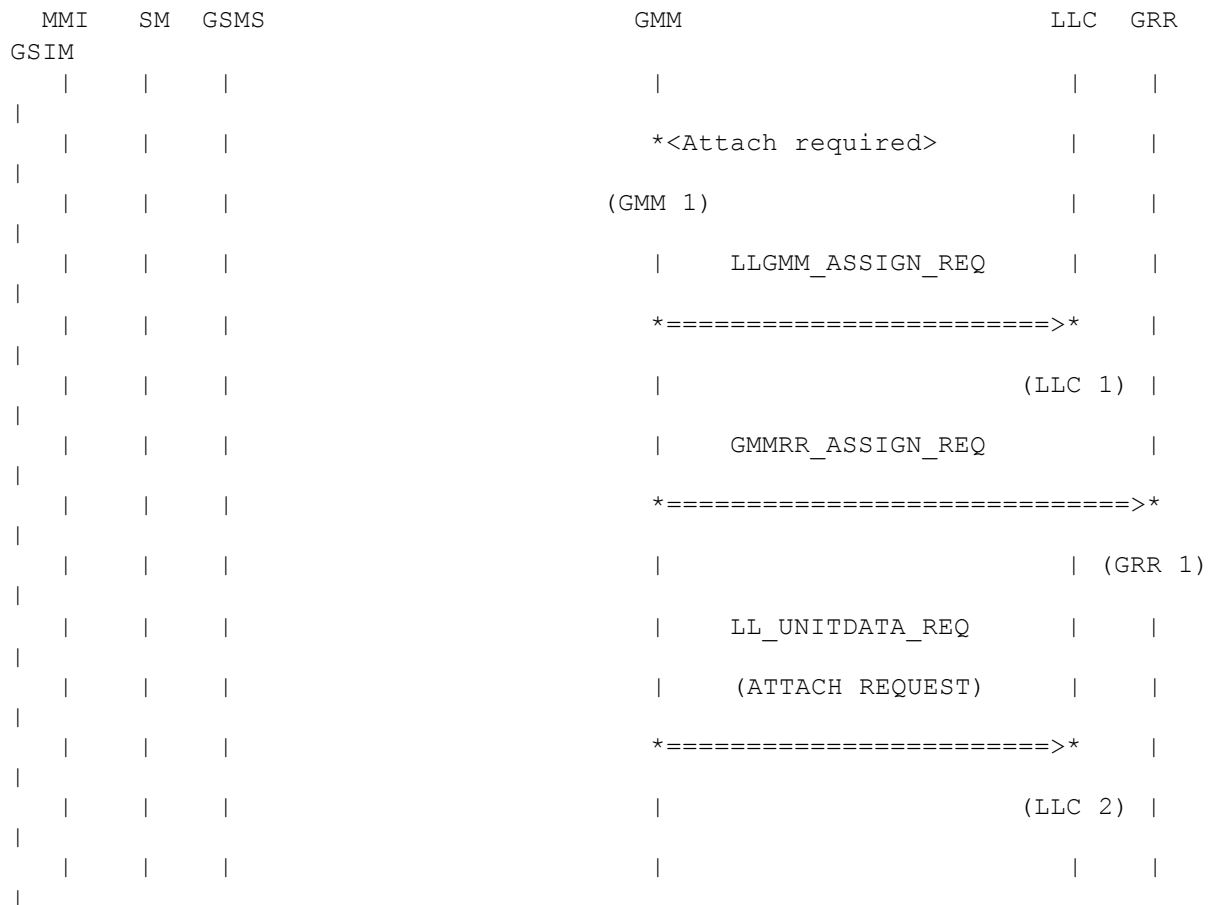 MMI SM GSMS GMM LLC GRR
GSIM
| | | | | |
|
| | | *<Attach required> | |
|
| | | (GMM 1) | |
|
| | | | LLGMM_ASSIGN_REQ | |
|
| | | *========================>* |
|
| | | | (LLC 1) |
|
| | | | GMMRR_ASSIGN_REQ |
|
| | | *=============================>*
|
| | | | | (GRR 1)
|
| | | | LL_UNITDATA_REQ | |
|
| | | | (ATTACH REQUEST) | |
|
| | | *========================>* |
|
| | | | (LLC 2) |
|
| | | | | |
|